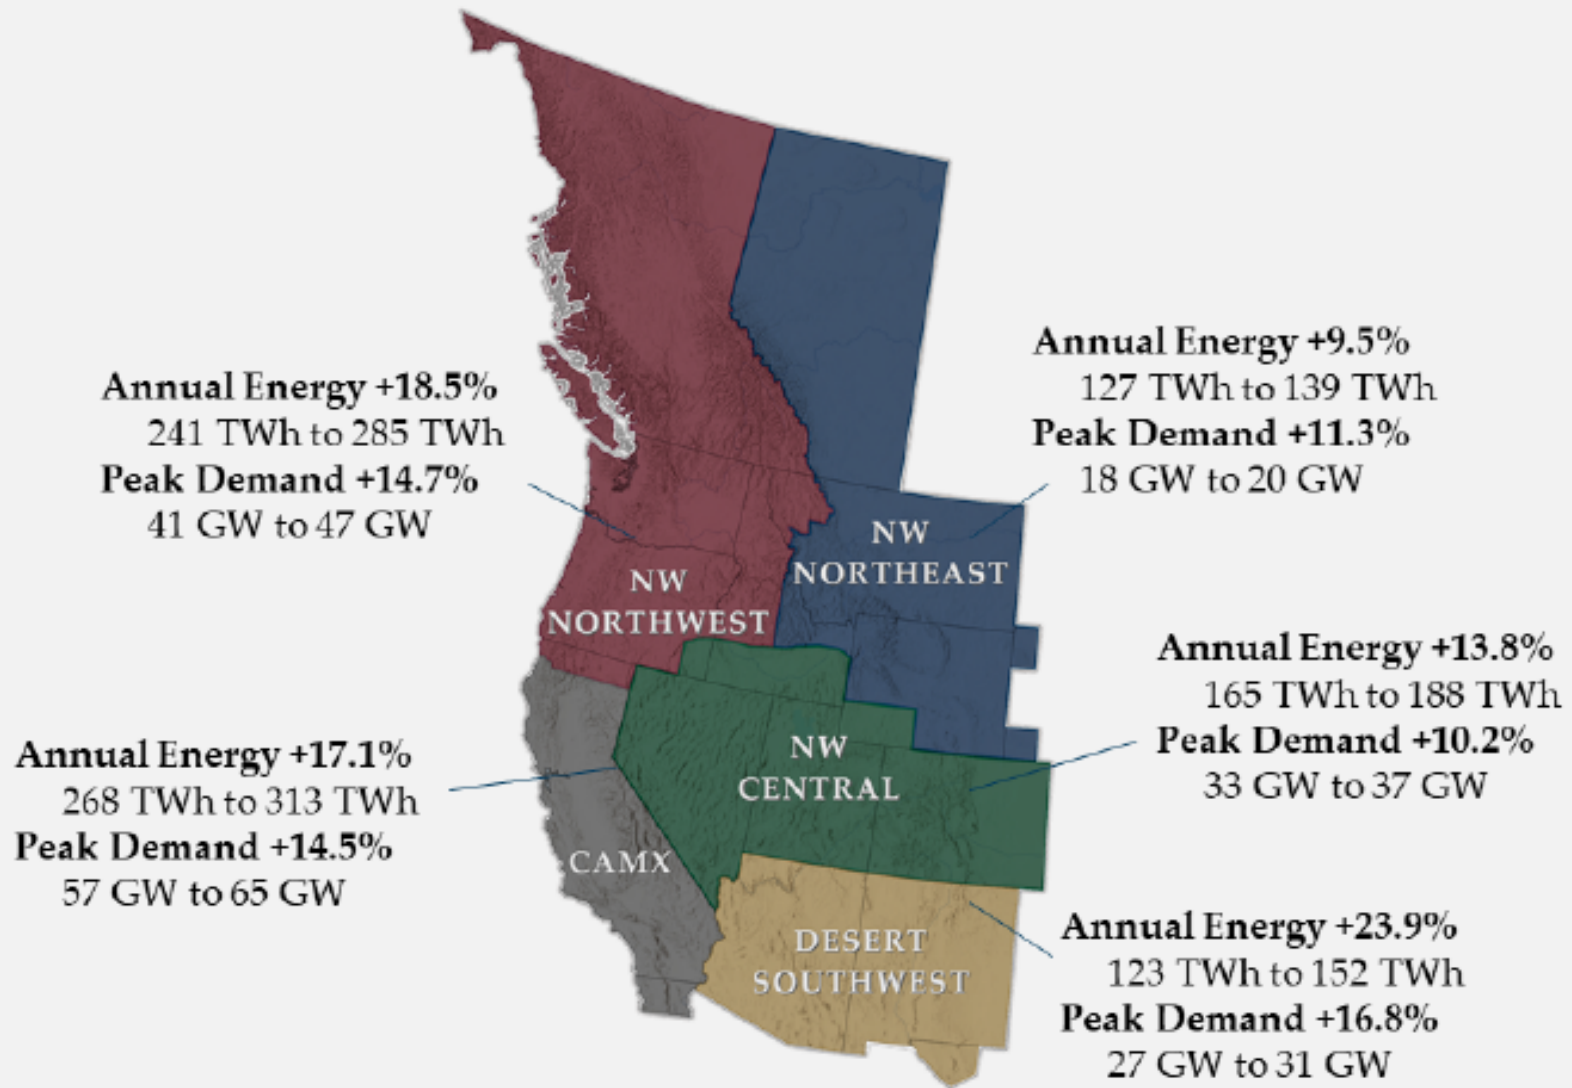 Annual Energy +18.5%
241 TWh to 285 TWh
Peak Demand +14.7%
41 GW to 47 GW
Annual Energy +9.5%
127 TWh to 139 TWh
Peak Demand +11.3%
18 GW to 20 GW
NW
NORTHEAST
NW
NORTHWEST
Annual Energy +13.8%
165 TWh to 188 TWh
Peak Demand +10.2%
33 GW to 37 GW
NW
CENTRAL
Annual Energy +17.1%
268 TWh to 313 TWh
Peak Demand +14.5%
57 GW to 65 GW
CAMX
DESERT
SOUTHWEST
Annual Energy +23.9%
123 TWh to 152 TWh
Peak Demand +16.8%
27 GW to 31 GW